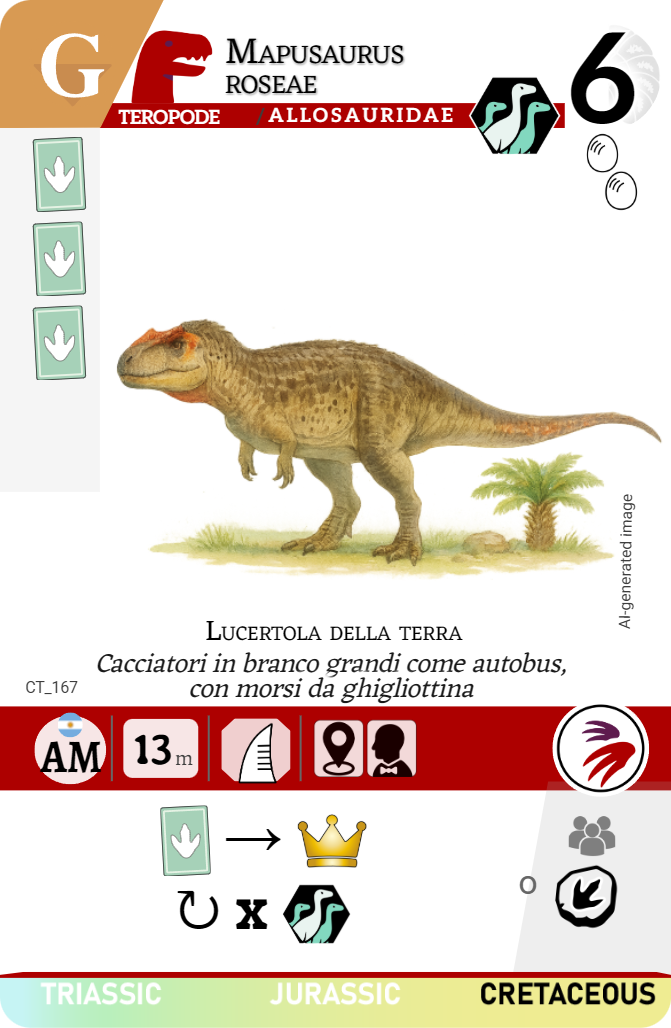 G
Mapusaurus
roseae
6
TEROPODE / ALLOSAURIDAE
AI-generated image
Lucertola della terra
Cacciatori in branco grandi come autobus,
con morsi da ghigliottina
CT_167
AM
13 m
x
o
TRIASSIC JURASSIC CRETACEOUS